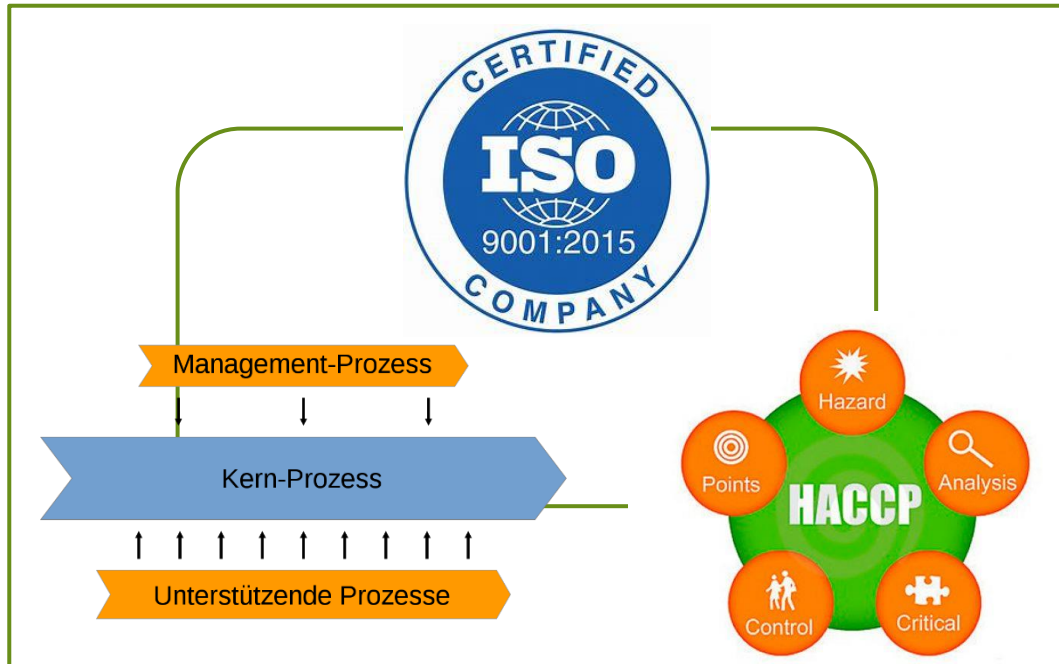 CERTIFIED
ISO
9001:2015
COMPANY
Management-Prozess
Kern-Prozess
Unterstützende Prozesse
Hazard
Points
Analysis
HACCP
Control
Critical